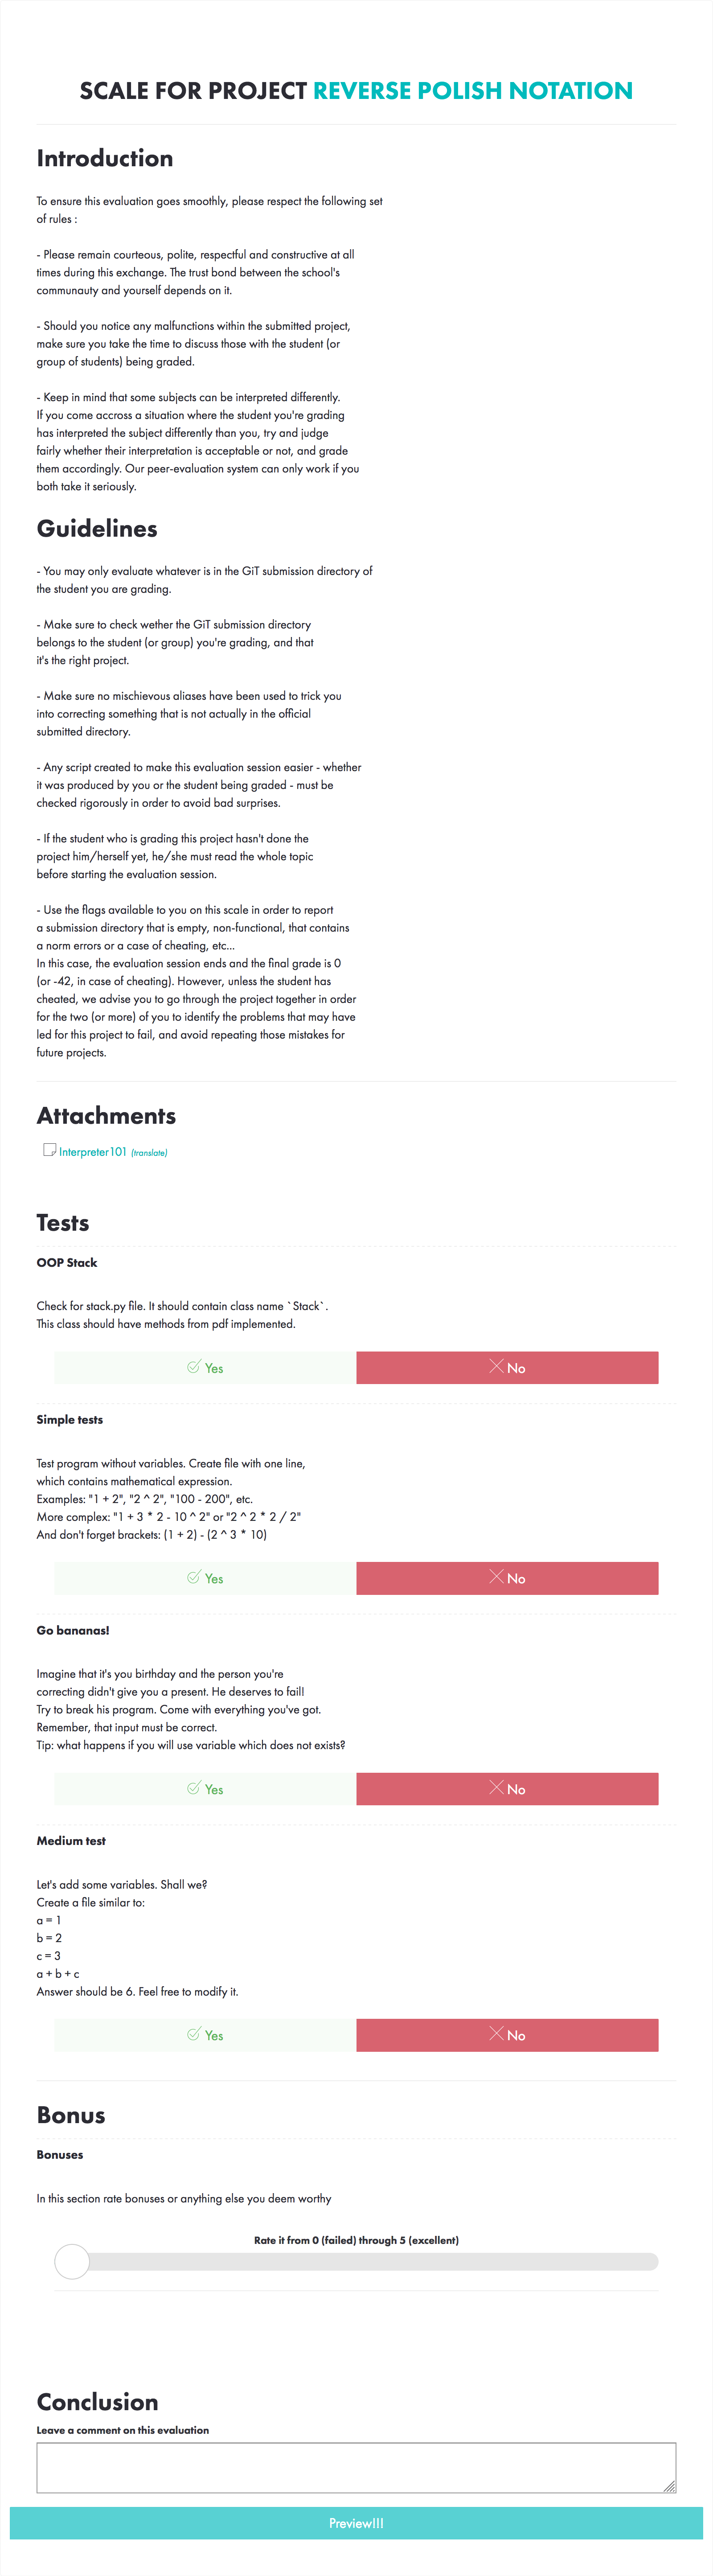 SCALE FOR PROJECT REVERSE POLISH NOTATION
Introduction
To ensure this evaluation goes smoothly, please respect the following set
of rules :
- Please remain courteous, polite, respectful and constructive at all
times during this exchange. The trust bond between the school's
communauty and yourself depends on it.
- Should you notice any malfunctions within the submitted project,
make sure you take the time to discuss those with the student (or
group of students) being graded.
- Keep in mind that some subjects can be interpreted differently.
If you come accross a situation where the student you're grading
has interpreted the subject differently than you, try and judge
fairly whether their interpretation is acceptable or not, and grade
them accordingly. Our peer-evaluation system can only work if you
both take it seriously.
Guidelines
- You may only evaluate whatever is in the GiT submission directory of
the student you are grading.
- Make sure to check wether the GiT submission directory
belongs to the student (or group) you're grading, and that
it's the right project.
- Make sure no mischievous aliases have been used to trick you
into correcting something that is not actually in the official
submitted directory.
- Any script created to make this evaluation session easier - whether
it was produced by you or the student being graded - must be
checked rigorously in order to avoid bad surprises.
- If the student who is grading this project hasn't done the
project him/herself yet, he/she must read the whole topic
before starting the evaluation session.
- Use the flags available to you on this scale in order to report
a submission directory that is empty, non-functional, that contains
a norm errors or a case of cheating, etc...
In this case, the evaluation session ends and the final grade is 0
(or -42, in case of cheating). However, unless the student has
cheated, we advise you to go through the project together in order
for the two (or more) of you to identify the problems that may have
led for this project to fail, and avoid repeating those mistakes for
future projects.
Attachments
Interpreter101 (translate)
Tests
OOP Stack
Check for stack.py file. It should contain class name `Stack`.
This class should have methods from pdf implemented.
Yes No
Simple tests
Test program without variables. Create file with one line,
which contains mathematical expression.
Examples: "1 + 2", "2 ^ 2", "100 - 200", etc.
More complex: "1 + 3 * 2 - 10 ^ 2" or "2 ^ 2 * 2 / 2"
And don't forget brackets: (1 + 2) - (2 ^ 3 * 10)
Yes No
Go bananas!
Imagine that it's you birthday and the person you're
correcting didn't give you a present. He deserves to fail!
Try to break his program. Come with everything you've got.
Remember, that input must be correct.
Tip: what happens if you will use variable which does not exists?
Yes No
Medium test
Let's add some variables. Shall we?
Create a file similar to:
a = 1
b = 2
c = 3
a + b + c
Answer should be 6. Feel free to modify it.
Yes No
Bonus
Bonuses
In this section rate bonuses or anything else you deem worthy
Rate it from 0 (failed) through 5 (excellent)
Conclusion
Leave a comment on this evaluation
Preview!!!